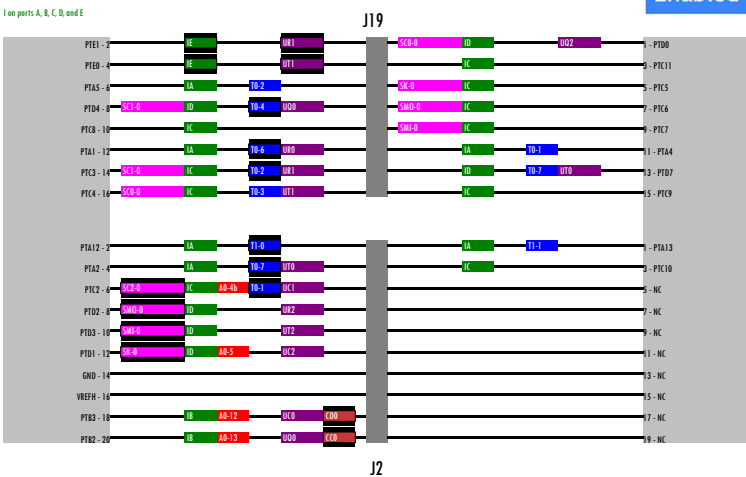 Enabled
I on ports A, B, C, D, and E
J19
PTE1 - 2 IE UR1 SC0-0 ID UQ2 1 - PTD0
PTE0 - 4 IE UT1 IC 3 - PTC11
PTA5 - 6 IA T0-2 SK-0 IC 5 - PTC5
PTD4 - 8 SC1-0 ID T0-4 UQ0 SMO-0 IC 7 - PTC6
PTC8 - 10 IC SMI-0 IC 9 - PTC7
PTA1 - 12 IA T0-6 UR0 IA T0-1 11 - PTA4
PTC3 - 14 SC1-0 IC T0-2 UR1 ID T0-7 UT0 13 - PTD7
PTC4 - 16 SC0-0 IC T0-3 UT1 IC 15 - PTC9
PTA12 - 2 IA T1-0 IA T1-1 1 - PTA13
PTA2 - 4 IA T0-7 UT0 IC 3 - PTC10
PTC2 - 6 SC2-0 IC A0-4b T0-1 UC1 5 - NC
PTD2 - 8 SMO-0 ID UR2 7 - NC
PTD3 - 10 SMI-0 ID UT2 9 - NC
PTD1 - 12 SK-0 ID A0-5 UC2 11 - NC
GND - 14 13 - NC
VREFH - 16 15 - NC
PTB3 - 18 IB A0-12 UC0 CD0 17 - NC
PTB2 - 20 IB A0-13 UQ0 CC0 19 - NC
J2